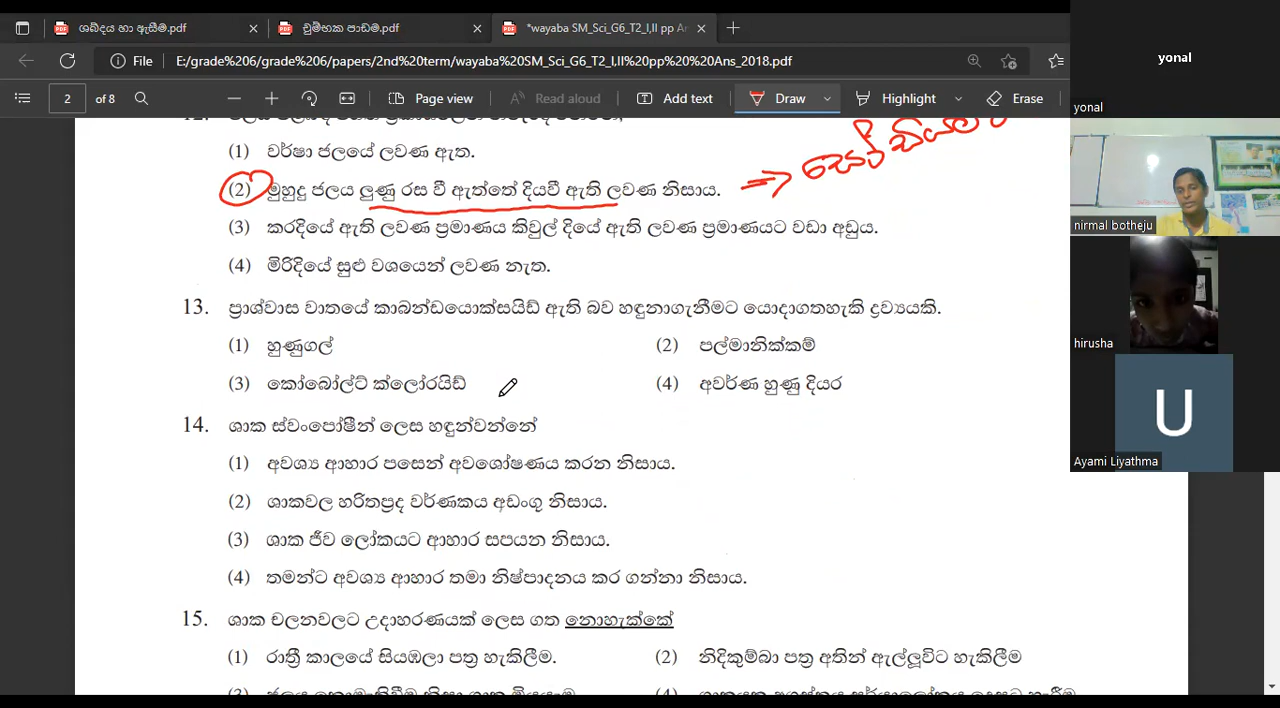 ශබ්දය හා ඇසීම.pdf
චුම්භක පාඩම.pdf
*wayaba SM_Sci_G6_T2_I,II pp An
File
E:/grade%206/grade%206/papers/2nd%20term/wayaba%20SM_Sci_G6_T2_I,II%20pp%20%20Ans_2018.pdf
2 of 8
Page view
Read aloud
Add text
Draw
Highlight
Erase
(1) වර්ෂා ජලයේ ලවණ ඇත.
(2) මුහුදු ජලය ලුණු රස වී ඇත්තේ දියවී ඇති ලවණ නිසාය.
(3) කරදියේ ඇති ලවණ ප්‍රමාණය කිවුල් දියේ ඇති ලවණ ප්‍රමාණයට වඩා අඩුය.
(4) මිරිදියේ සුළු වශයෙන් ලවණ නැත.
13. ප්‍රාශ්වාස වාතයේ කාබන්ඩයොක්සයිඩ් ඇති බව හඳුනාගැනීමට යොදාගතහැකි ද්‍රව්‍යයකි.
(1) හුණුගල්
(2) පල්මානික්කම්
(3) කෝබෝල්ට් ක්ලෝරයිඩ්
(4) අවර්ණ හුණු දියර
14. ශාක ස්වංපෝෂීන් ලෙස හඳුන්වන්නේ
(1) අවශ්‍ය ආහාර පසෙන් අවශෝෂණය කරන නිසාය.
(2) ශාකවල හරිතප්‍රද වර්ණකය අඩංගු නිසාය.
(3) ශාක ජීව ලෝකයට ආහාර සපයන නිසාය.
(4) තමන්ට අවශ්‍ය ආහාර තමා නිෂ්පාදනය කර ගන්නා නිසාය.
15. ශාක චලනවලට උදාහරණයක් ලෙස ගත නොහැක්කේ
(1) රාත්‍රී කාලයේ සියඹලා පත්‍ර හැකිලීම.
(2) නිදිකුම්බා පත්‍ර අතින් ඇල්ලූවිට හැකිලීම
yonal
yonal
nirmal botheju
hirusha
U
Ayami Liyathma